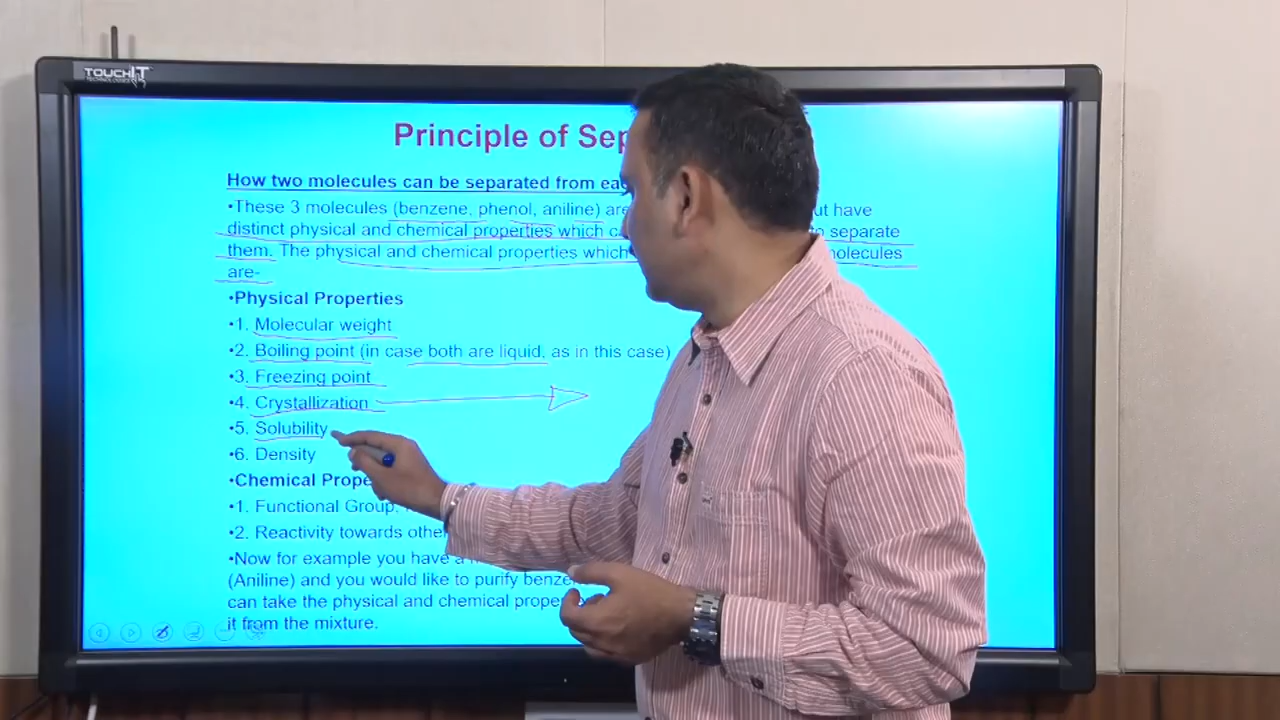 TOUCHIT
TECHNOLOGIES
Principle of Sep
How two molecules can be separated from ea
•These 3 molecules (benzene, phenol, aniline) are ut have
distinct physical and chemical properties which to separate
them. The physical and chemical properties which molecules
are-
•Physical Properties
•1. Molecular weight
•2. Boiling point (in case both are liquid, as in this case)
•3. Freezing point
•4. Crystallization
•5. Solubility
•6. Density
•Chemical Prope
•1. Functional Group.
•2. Reactivity towards other
•Now for example you have a
(Aniline) and you would like to purify benze
can take the physical and chemical prope
it from the mixture.